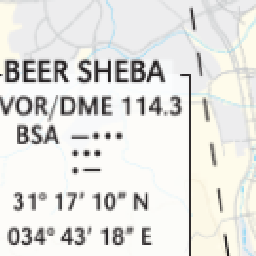 BEER SHEBA
VOR/DME 114.3
BSA —•••
•••
•—
31° 17' 10" N
034° 43' 18" E